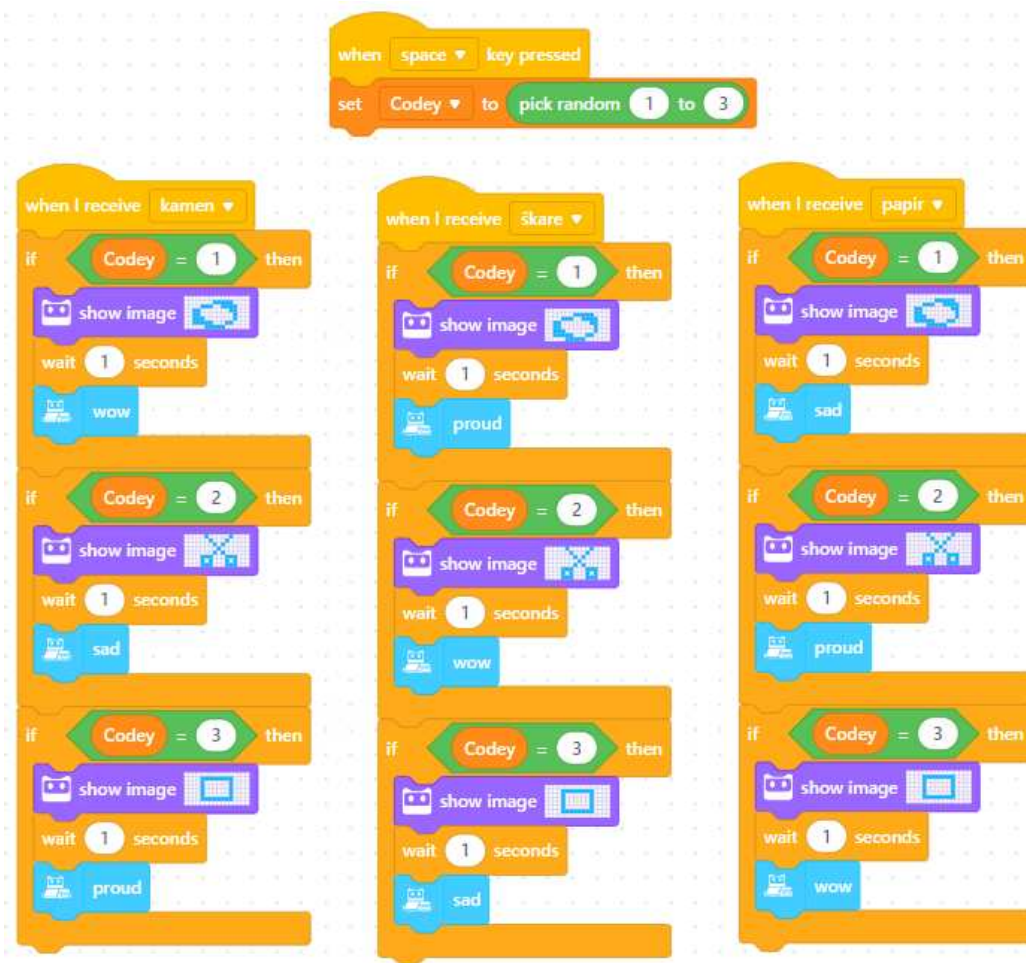 when space key pressed
set Codey to pick random 1 to 3
when I receive kamen
if Codey = 1 then
show image
wait 1 seconds
wow
if Codey = 2 then
show image
wait 1 seconds
sad
if Codey = 3 then
show image
wait 1 seconds
proud
when I receive škare
if Codey = 1 then
show image
wait 1 seconds
proud
if Codey = 2 then
show image
wait 1 seconds
wow
if Codey = 3 then
show image
wait 1 seconds
sad
when I receive papir
if Codey = 1 then
show image
wait 1 seconds
sad
if Codey = 2 then
show image
wait 1 seconds
proud
if Codey = 3 then
show image
wait 1 seconds
wow